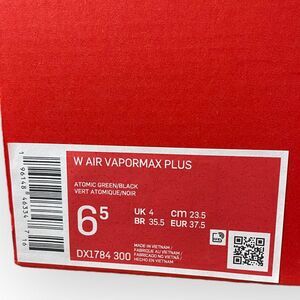 W AIR VAPORMAX PLUS
ATOMIC GREEN/BLACK
VERT ATOMIQUE/NOIR
6 5
UK 4 cm 23.5
BR 35.5 EUR 37.5
DX1784 300
MADE IN VIETNAM
FABRIQUÉ AU VIETNAM
FABRICADO NO VIETNÃ
HECHO EN VIETNAM